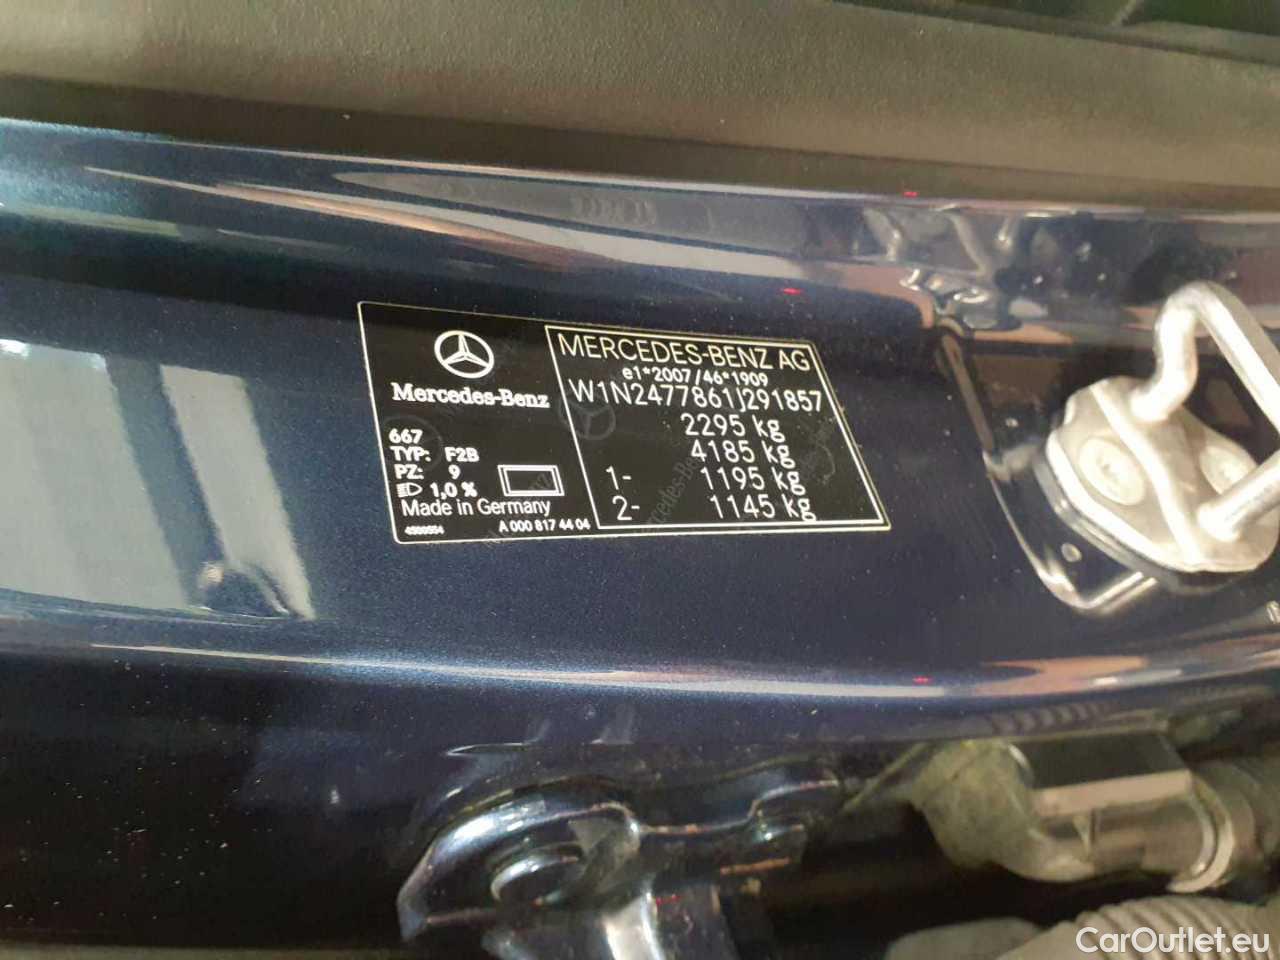 Mercedes-Benz
667
TYP: F2B
PZ: 9
1,0 %
Made in Germany
4500554
A 000 817 44 04
MERCEDES-BENZ AG
e1*2007/46*1909
W1N2477861J291857
2295 kg
4185 kg
1- 1195 kg
2- 1145 kg
CarOutlet.eu